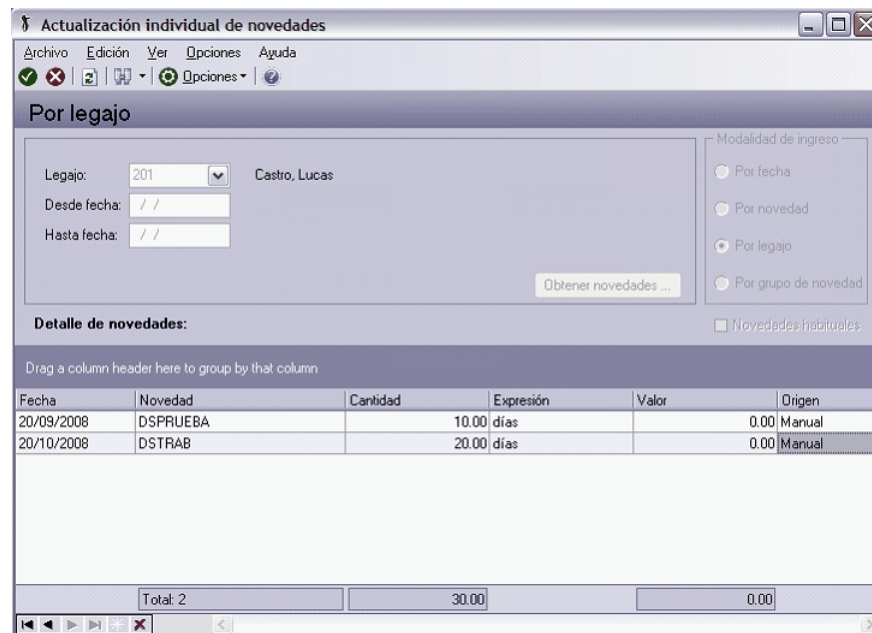 Actualización individual de novedades
Archivo Edición Ver Opciones Ayuda
Opciones
Por legajo
Legajo: 201 Castro, Lucas
Desde fecha: / /
Hasta fecha: / /
Obtener novedades ...
Modalidad de ingreso
Por fecha
Por novedad
Por legajo
Por grupo de novedad
Detalle de novedades:
Novedades habituales
Drag a column header here to group by that column
Fecha Novedad Cantidad Expresión Valor Origen
20/09/2008 DSPRUEBA 10.00 días 0.00 Manual
20/10/2008 DSTRAB 20.00 días 0.00 Manual
Total: 2 30.00 0.00